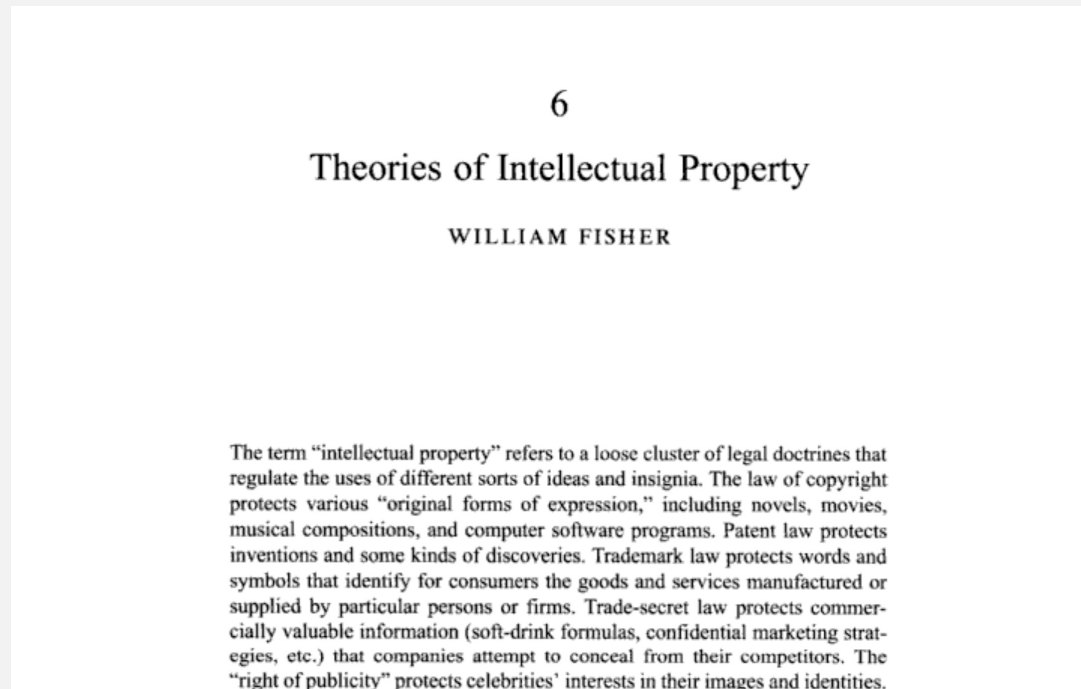 6
Theories of Intellectual Property
WILLIAM FISHER
The term “intellectual property” refers to a loose cluster of legal doctrines that
regulate the uses of different sorts of ideas and insignia. The law of copyright
protects various “original forms of expression,” including novels, movies,
musical compositions, and computer software programs. Patent law protects
inventions and some kinds of discoveries. Trademark law protects words and
symbols that identify for consumers the goods and services manufactured or
supplied by particular persons or firms. Trade-secret law protects commer-
cially valuable information (soft-drink formulas, confidential marketing strat-
egies, etc.) that companies attempt to conceal from their competitors. The
“right of publicity” protects celebrities’ interests in their images and identities.